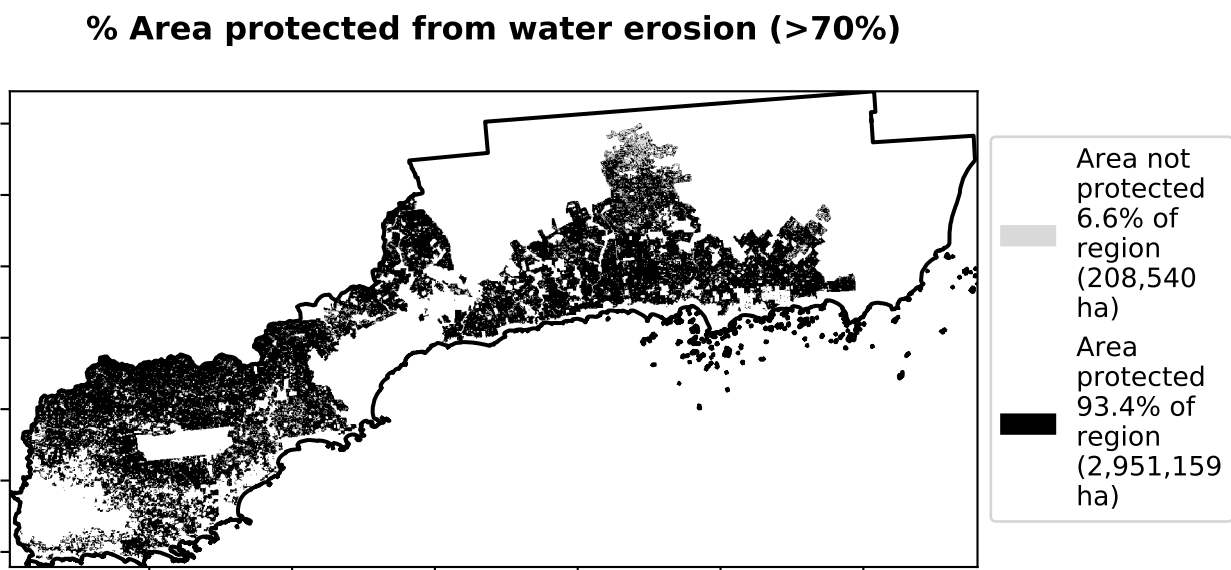 % Area protected from water erosion (>70%)
Area not
protected
6.6% of
region
(208,540
ha)
Area
protected
93.4% of
region
(2,951,159
ha)